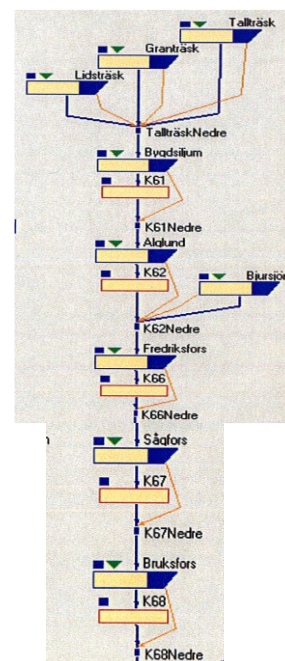 Tallträsk
Granträsk
Lidsträsk
TallträskNedre
Bygdsiljum
K61
K61Nedre
Alglund
K62
Bjursjör
K62Nedre
Fredriksfors
K66
K66Nedre
Sågfors
K67
K67Nedre
Bruksfors
K68
K68Nedre